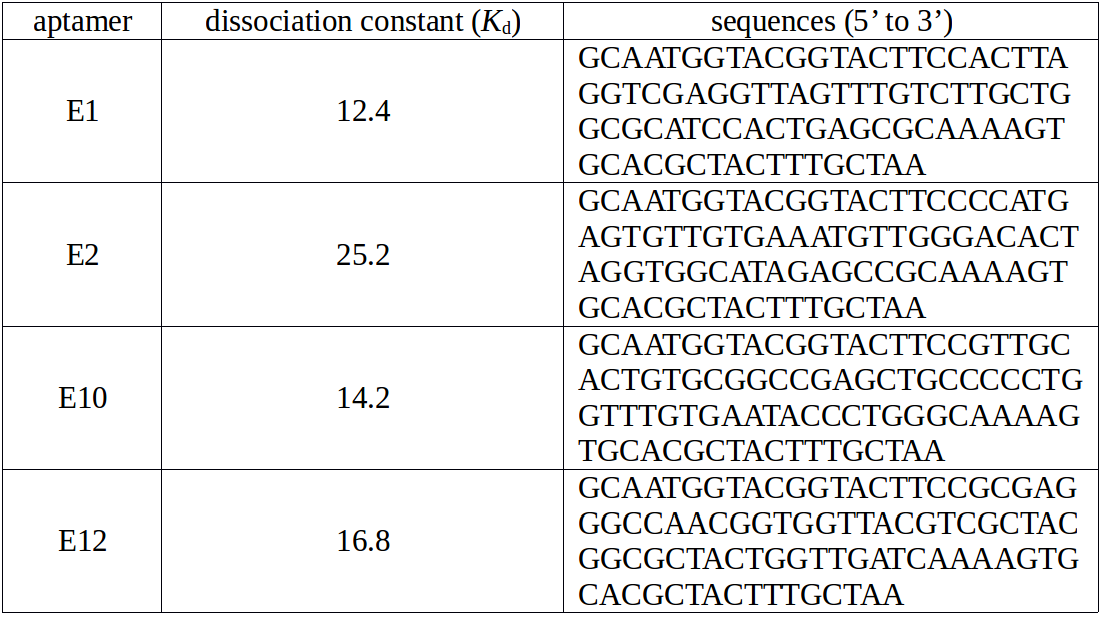 aptamer dissociation constant (Kd) sequences (5’ to 3’)
E1 12.4 GCAATGGTACGGTACTTCCACTTA
GGTCGAGGTTAGTTTGTCTTGCTG
GCGCATCCACTGAGCGCAAAAGT
GCACGCTACTTTGCTAA
E2 25.2 GCAATGGTACGGTACTTCCCCATG
AGTGTTGTGAAATGTTGGGACACT
AGGTGGCATAGAGCCGCAAAAGT
GCACGCTACTTTGCTAA
E10 14.2 GCAATGGTACGGTACTTCCGTTGC
ACTGTGCGGCCGAGCTGCCCCCTG
GTTTGTGAATACCCTGGGCAAAAG
TGCACGCTACTTTGCTAA
E12 16.8 GCAATGGTACGGTACTTCCGCGAG
GGCCAACGGTGGTTACGTCGCTAC
GGCGCTACTGGTTGATCAAAAGTG
CACGCTACTTTGCTAA